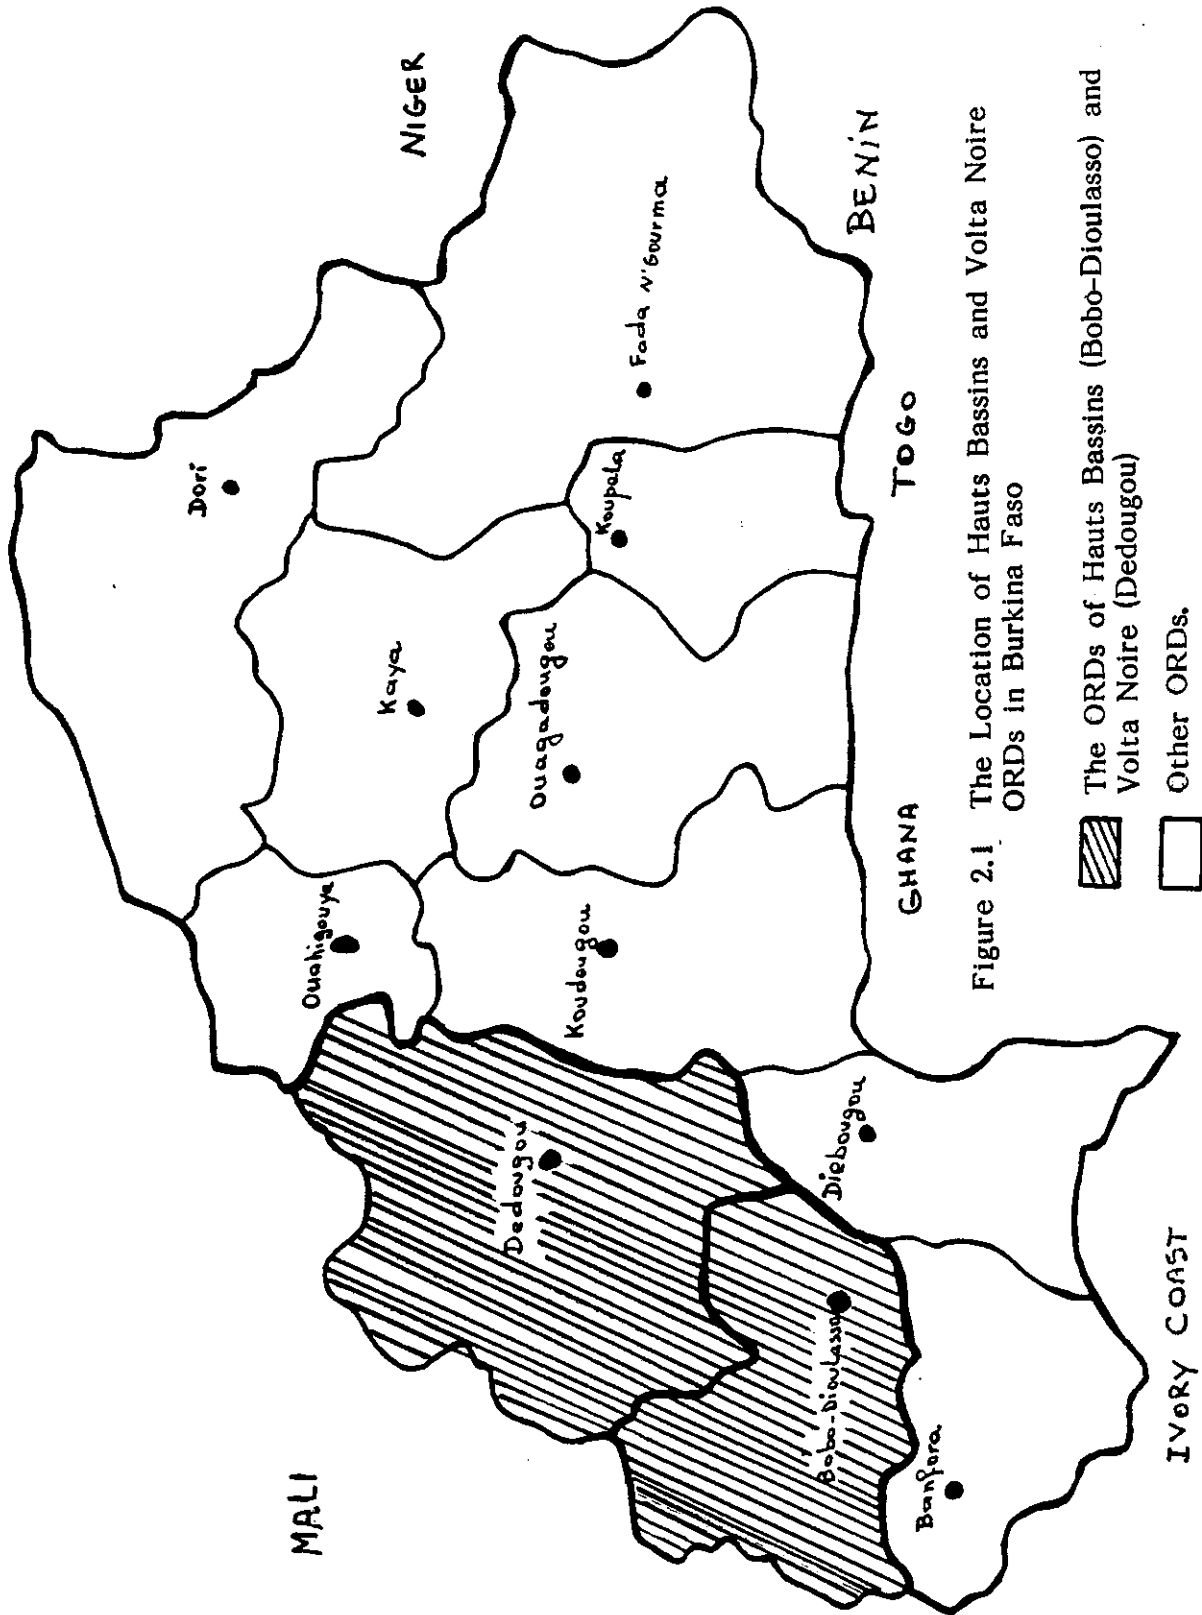 NIGER
MALI
Dori
Ouahigouye
Kaya
Dedougou
Ouagadougou
Koudougou
Koupala
Fada N'Gourma
Bobo-Dioulasso
Diebougou
Banfora
BENIN
TOGO
GHANA
IVORY COAST
Figure 2.1 The Location of Hauts Bassins and Volta Noire
ORDs in Burkina Faso
The ORDs of Hauts Bassins (Bobo-Dioulasso) and
Volta Noire (Dedougou)
Other ORDs.